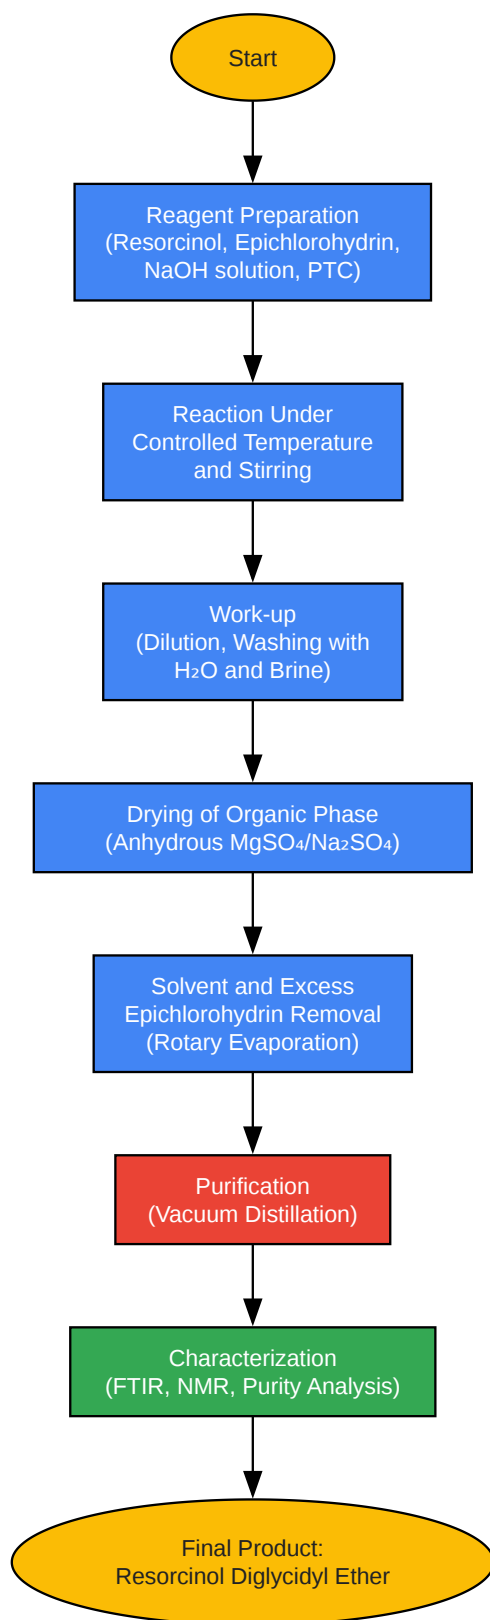 Start
Reagent Preparation
(Resorcinol, Epichlorohydrin,
NaOH solution, PTC)
Reaction Under
Controlled Temperature
and Stirring
Work-up
(Dilution, Washing with
H₂O and Brine)
Drying of Organic Phase
(Anhydrous MgSO₄/Na₂SO₄)
Solvent and Excess
Epichlorohydrin Removal
(Rotary Evaporation)
Purification
(Vacuum Distillation)
Characterization
(FTIR, NMR, Purity Analysis)
Final Product:
Resorcinol Diglycidyl Ether